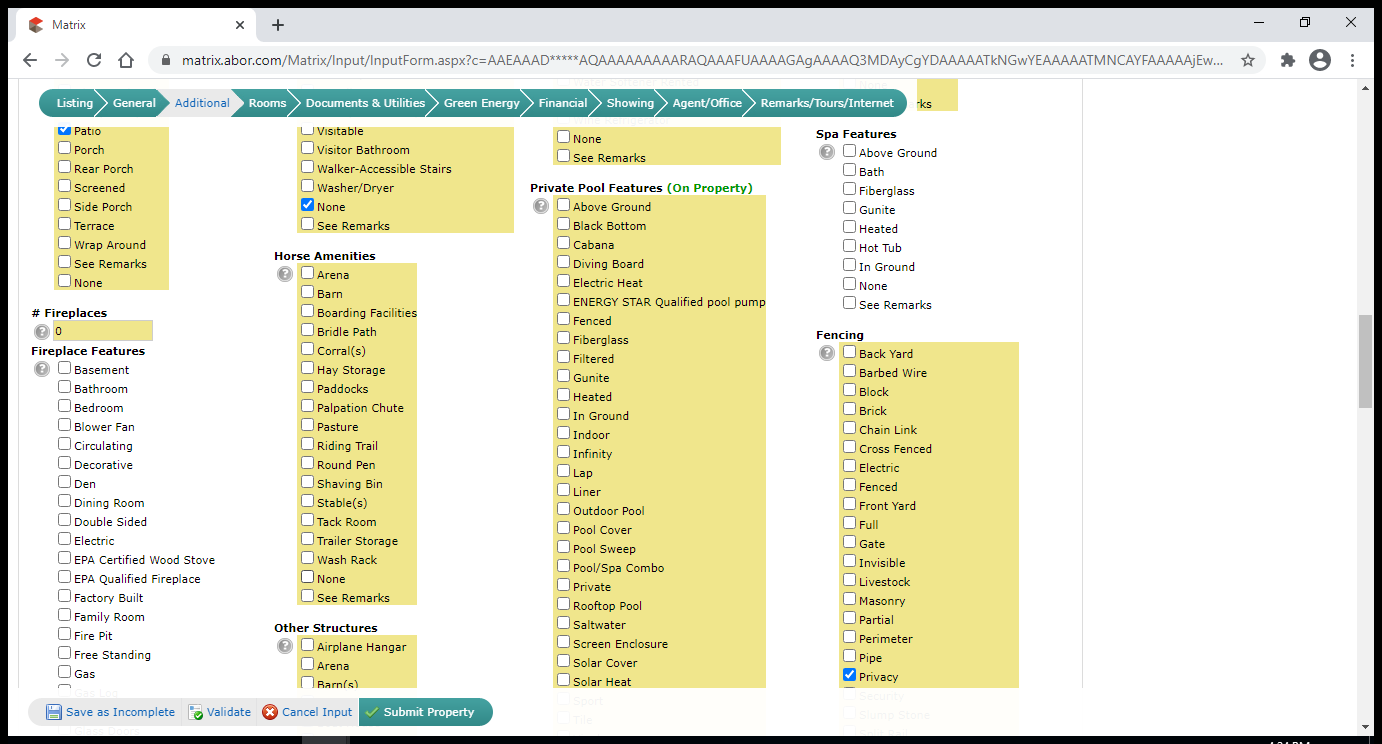 Matrix
matrix.abor.com/Matrix/Input/InputForm.aspx?c=AAEAAAD*****AQAAAAAAAAARAQAAAFUAAAAGAgAAAAQ3MDAyCgYDAAAAATkNGwYEAAAAATMNCAYFAAAAAjEw...
Listing
General
Additional
Rooms
Documents & Utilities
Green Energy
Financial
Showing
Agent/Office
Remarks/Tours/Internet
rks
Patio
Porch
Rear Porch
Screened
Side Porch
Terrace
Wrap Around
See Remarks
None
# Fireplaces
0
Fireplace Features
Basement
Bathroom
Bedroom
Blower Fan
Circulating
Decorative
Den
Dining Room
Double Sided
Electric
EPA Certified Wood Stove
EPA Qualified Fireplace
Factory Built
Family Room
Fire Pit
Free Standing
Gas
Gas Log
Visitable
Visitor Bathroom
Walker-Accessible Stairs
Washer/Dryer
None
See Remarks
Horse Amenities
Arena
Barn
Boarding Facilities
Bridle Path
Corral(s)
Hay Storage
Paddocks
Palpation Chute
Pasture
Riding Trail
Round Pen
Shaving Bin
Stable(s)
Tack Room
Trailer Storage
Wash Rack
None
See Remarks
Other Structures
Airplane Hangar
Arena
Barn(s)
None
See Remarks
Private Pool Features (On Property)
Above Ground
Black Bottom
Cabana
Diving Board
Electric Heat
ENERGY STAR Qualified pool pump
Fenced
Fiberglass
Filtered
Gunite
Heated
In Ground
Indoor
Infinity
Lap
Liner
Outdoor Pool
Pool Cover
Pool Sweep
Pool/Spa Combo
Private
Rooftop Pool
Saltwater
Screen Enclosure
Solar Cover
Solar Heat
Sport
Tile
Spa Features
Above Ground
Bath
Fiberglass
Gunite
Heated
Hot Tub
In Ground
None
See Remarks
Fencing
Back Yard
Barbed Wire
Block
Brick
Chain Link
Cross Fenced
Electric
Fenced
Front Yard
Full
Gate
Invisible
Livestock
Masonry
Partial
Perimeter
Pipe
Privacy
Security
Slump Stone
Save as Incomplete
Validate
Cancel Input
Submit Property